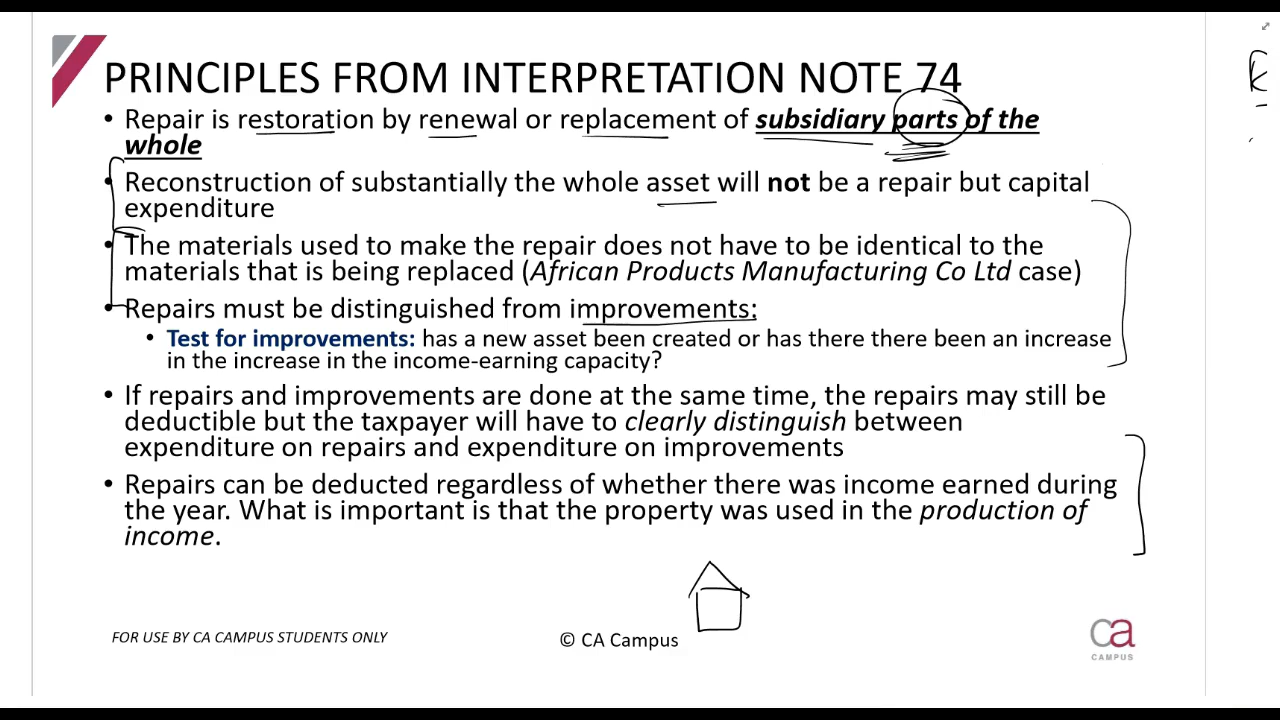 PRINCIPLES FROM INTERPRETATION NOTE 74
• Repair is restoration by renewal or replacement of subsidiary parts of the
whole
• Reconstruction of substantially the whole asset will not be a repair but capital
expenditure
• The materials used to make the repair does not have to be identical to the
materials that is being replaced (African Products Manufacturing Co Ltd case)
• Repairs must be distinguished from improvements:
• Test for improvements: has a new asset been created or has there there been an increase
in the increase in the income-earning capacity?
• If repairs and improvements are done at the same time, the repairs may still be
deductible but the taxpayer will have to clearly distinguish between
expenditure on repairs and expenditure on improvements
• Repairs can be deducted regardless of whether there was income earned during
the year. What is important is that the property was used in the production of
income.
FOR USE BY CA CAMPUS STUDENTS ONLY
© CA Campus
ca
CAMPUS